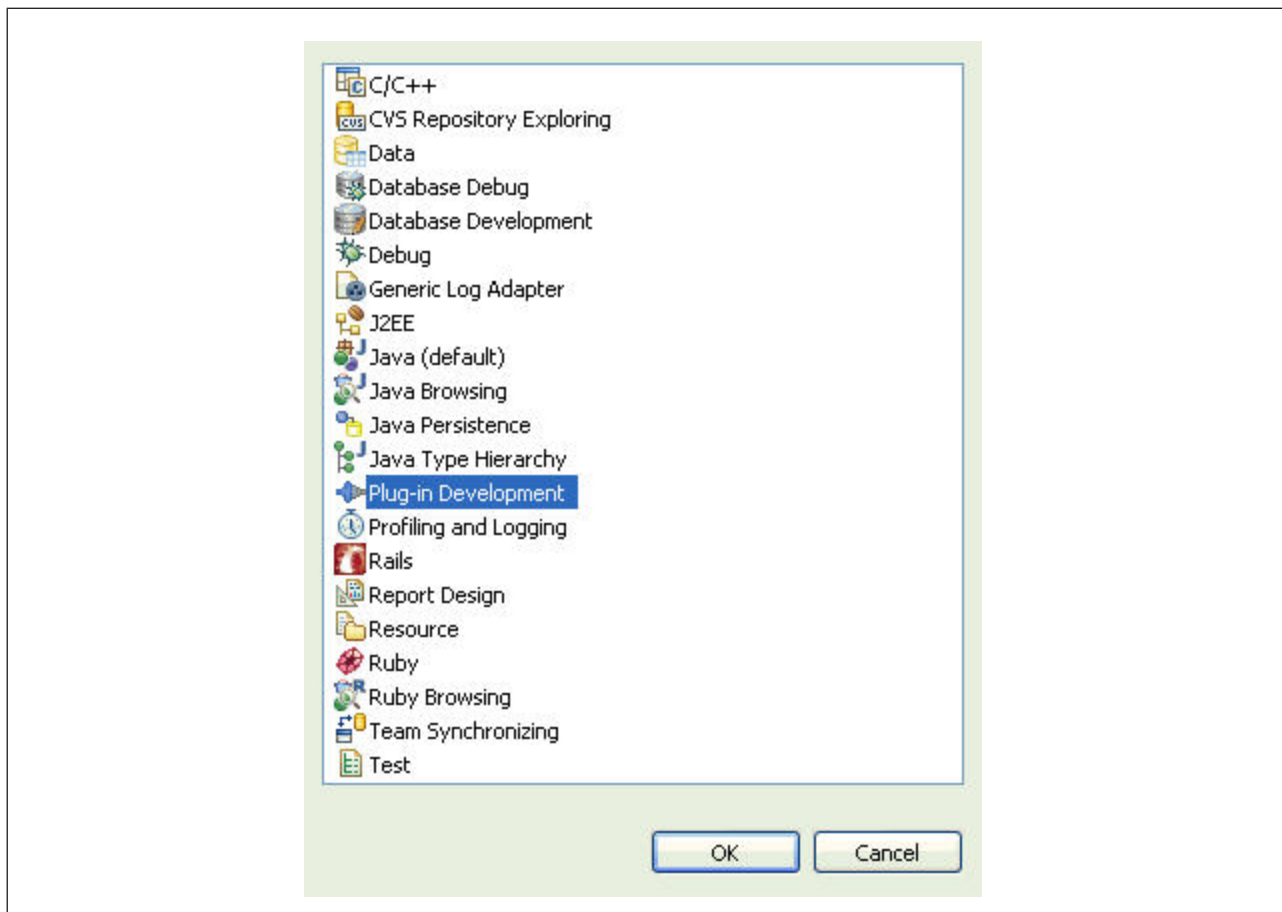 C/C++
CVS Repository Exploring
Data
Database Debug
Database Development
Debug
Generic Log Adapter
J2EE
Java (default)
Java Browsing
Java Persistence
Java Type Hierarchy
Plug-in Development
Profiling and Logging
Rails
Report Design
Resource
Ruby
Ruby Browsing
Team Synchronizing
Test
OK Cancel